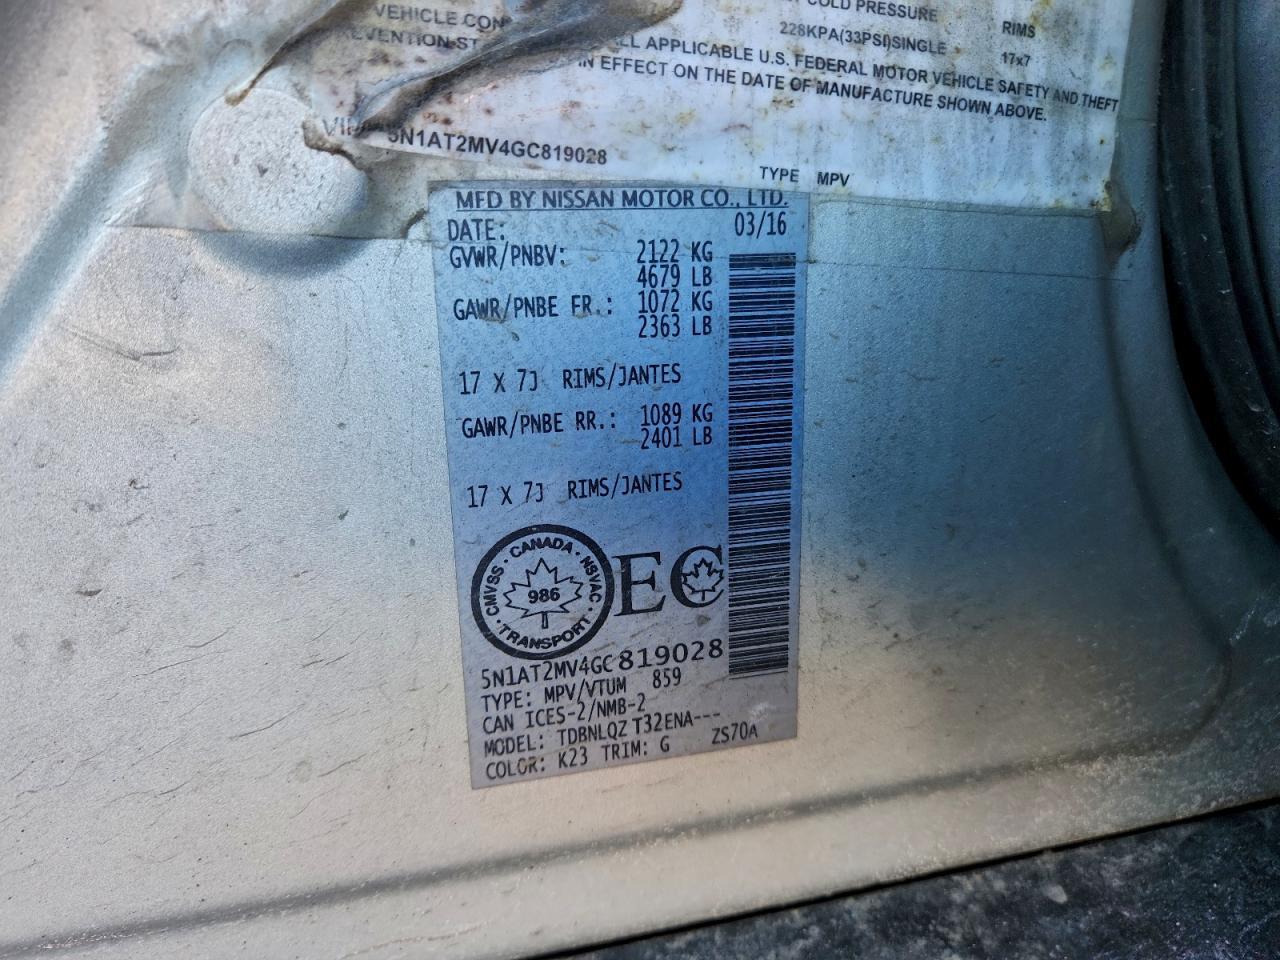 COLD PRESSURE RIMS
VEHICLE CON
228KPA(33PSI)SINGLE 17x7
ALL APPLICABLE U.S. FEDERAL MOTOR VEHICLE SAFETY AND THEFT
IN EFFECT ON THE DATE OF MANUFACTURE SHOWN ABOVE.
5N1AT2MV4GC819028
TYPE MPV
MFD BY NISSAN MOTOR CO., LTD.
DATE: 03/16
GVWR/PNBV: 2122 KG
4679 LB
GAWR/PNBE FR.: 1072 KG
2363 LB
17 X 7J RIMS/JANTES
GAWR/PNBE RR.: 1089 KG
2401 LB
17 X 7J RIMS/JANTES
CMVSS · CANADA · NSVAC · TRANSPORT ·
986
EC
5N1AT2MV4GC819028
TYPE: MPV/VTUM 859
CAN ICES-2/NMB-2
MODEL: TDBNLQZ T32ENA---
COLOR: K23 TRIM: G ZS70A